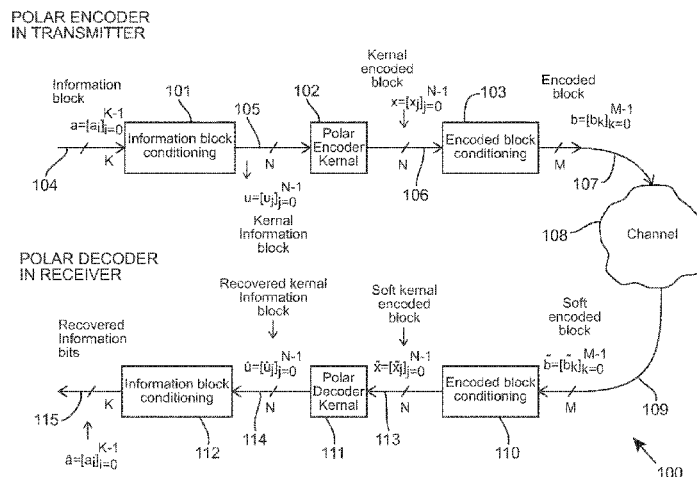 POLAR ENCODER
IN TRANSMITTER
Information
block
a=[ai]i=0 K-1
104
K
101
Information block
conditioning
105
N
u=[uj]j=0 N-1
Kernal
Information
block
102
Polar
Encoder
Kernal
Kernal
encoded
block
x=[xj]j=0 N-1
N
106
103
Encoded block
conditioning
Encoded
block
b=[bk]k=0 M-1
M
107
108
Channel
POLAR DECODER
IN RECEIVER
Recovered
Information
bits
115
K
â=[ai]i=0 K-1
Information block
conditioning
112
Recovered kernal
Information
block
û=[ûj]j=0 N-1
N
114
Polar
Decoder
Kernal
111
Soft kernal
encoded
block
x̃=[x̃j]j=0 N-1
N
113
Encoded block
conditioning
110
Soft
encoded
block
b̃=[b̃k]k=0 M-1
M
109
100